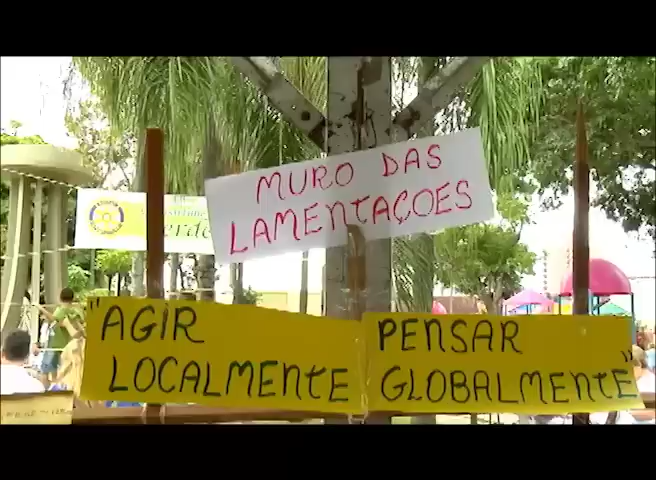 MURO DAS
LAMENTAÇOES
"AGIR
LOCALMENTE
PENSAR
GLOBALMENTE"